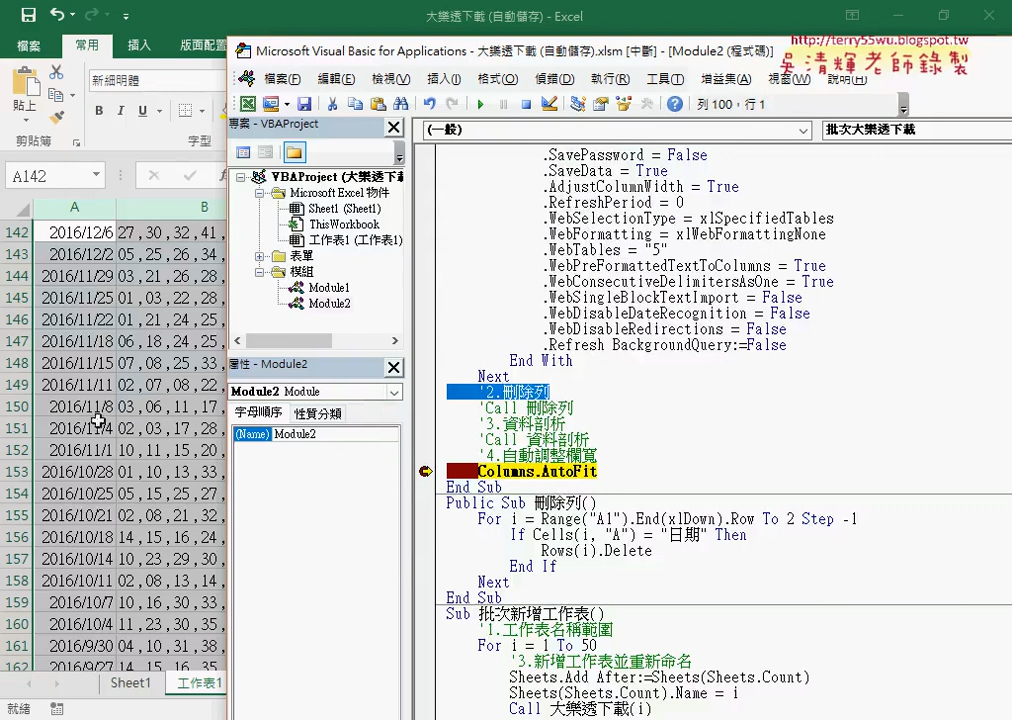 大樂透下載 (自動儲存) - Excel
檔案 常用 插入 版面配置
貼上
新細明體
B I U
剪貼簿 字型
A142
A B
142 2016/12/6 27 , 30 , 32 , 41 ,
143 2016/12/2 05 , 25 , 26 , 34 ,
144 2016/11/29 03 , 21 , 26 , 28 ,
145 2016/11/25 01 , 03 , 22 , 28 ,
146 2016/11/22 01 , 21 , 24 , 25 ,
147 2016/11/18 06 , 18 , 24 , 25 ,
148 2016/11/15 07 , 08 , 25 , 33 ,
149 2016/11/11 02 , 07 , 08 , 22 ,
150 2016/11/8 03 , 06 , 11 , 17 ,
151 2016/11/4 02 , 03 , 17 , 28 ,
152 2016/11/1 10 , 11 , 15 , 20 ,
153 2016/10/28 01 , 10 , 13 , 33 ,
154 2016/10/25 05 , 15 , 25 , 27 ,
155 2016/10/21 02 , 08 , 21 , 32 ,
156 2016/10/18 14 , 15 , 16 , 24 ,
157 2016/10/14 10 , 23 , 29 , 30 ,
158 2016/10/11 02 , 08 , 13 , 14 ,
159 2016/10/7 10 , 16 , 30 , 33 ,
160 2016/10/4 11 , 23 , 30 , 35 ,
161 2016/9/30 04 , 10 , 31 , 38 ,
162 2016/9/27 14 , 15 , 16 , 35
Sheet1 工作表1
就緒
Microsoft Visual Basic for Applications - 大樂透下載 (自動儲存).xlsm [中斷] - [Module2 (程式碼)]
http://terry55wu.blogspot.tw
吳清輝老師錄製
檔案(F) 編輯(E) 檢視(V) 插入(I) 格式(O) 偵錯(D) 執行(R) 工具(T) 增益集(A) 視窗(W) 說明(H)
列 100，行 1
專案 - VBAProject
VBAProject (大樂透下載
Microsoft Excel 物件
Sheet1 (Sheet1)
ThisWorkbook
工作表1 (工作表1)
表單
模組
Module1
Module2
屬性 - Module2
Module2 Module
字母順序 性質分類
(Name) Module2
(一般) 批次大樂透下載
.SavePassword = False
.SaveData = True
.AdjustColumnWidth = True
.RefreshPeriod = 0
.WebSelectionType = xlSpecifiedTables
.WebFormatting = xlWebFormattingNone
.WebTables = "5"
.WebPreFormattedTextToColumns = True
.WebConsecutiveDelimitersAsOne = True
.WebSingleBlockTextImport = False
.WebDisableDateRecognition = False
.WebDisableRedirections = False
.Refresh BackgroundQuery:=False
End With
Next
'2.刪除列
'Call 刪除列
'3.資料剖析
'Call 資料剖析
'4.自動調整欄寬
Columns.AutoFit
End Sub
Public Sub 刪除列()
For i = Range("A1").End(xlDown).Row To 2 Step -1
If Cells(i, "A") = "日期" Then
Rows(i).Delete
End If
Next
End Sub
Sub 批次新增工作表()
'1.工作表名稱範圍
For i = 1 To 50
'3.新增工作表並重新命名
Sheets.Add After:=Sheets(Sheets.Count)
Sheets(Sheets.Count).Name = i
Call 大樂透下載(i)